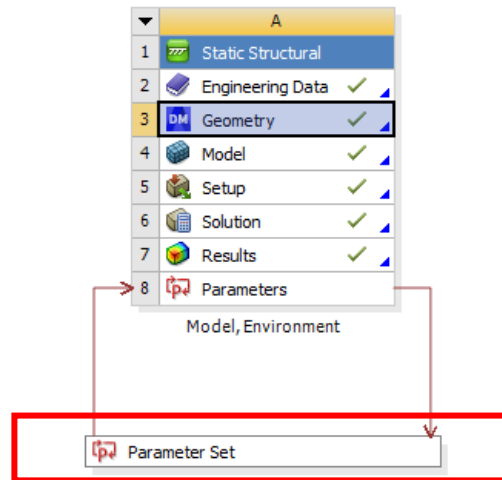 A
1 Static Structural
2 Engineering Data
3 DM Geometry
4 Model
5 Setup
6 Solution
7 Results
8 Parameters
Model, Environment
Parameter Set